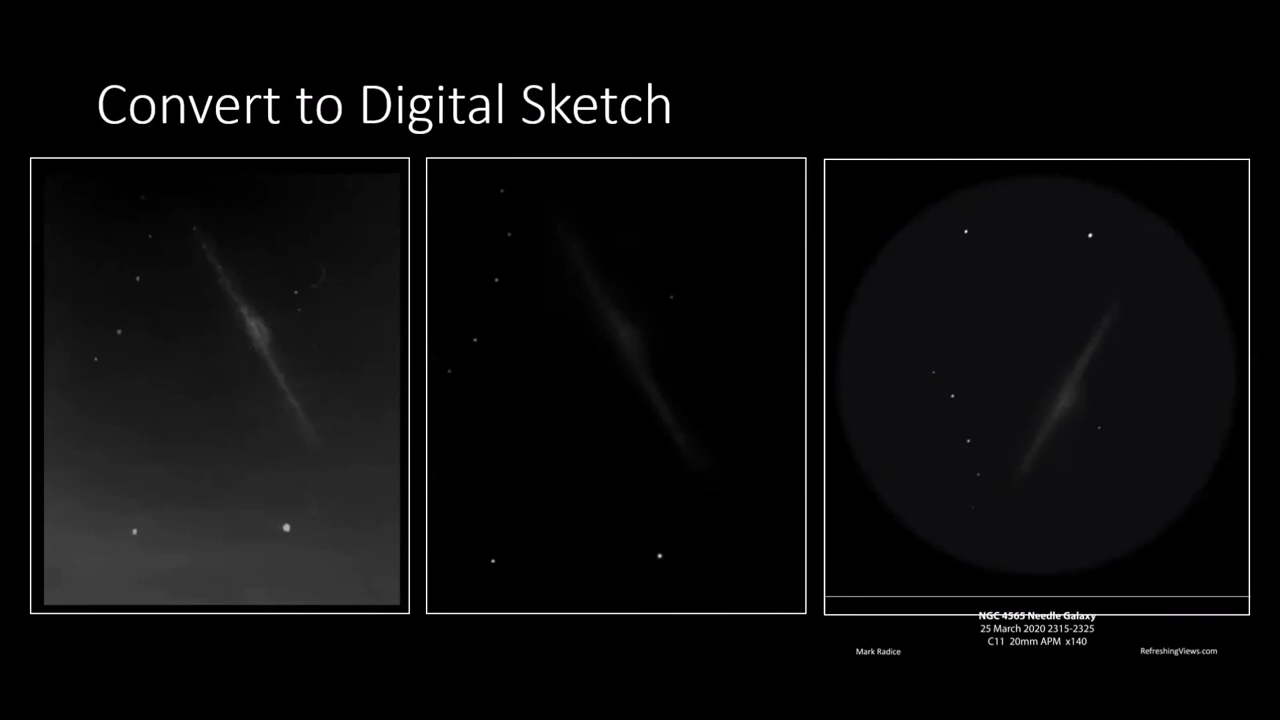 Convert to Digital Sketch
NGC 4565 Needle Galaxy
25 March 2020 2315-2325
C11 20mm APM x140
Mark Radice
RefreshingViews.com